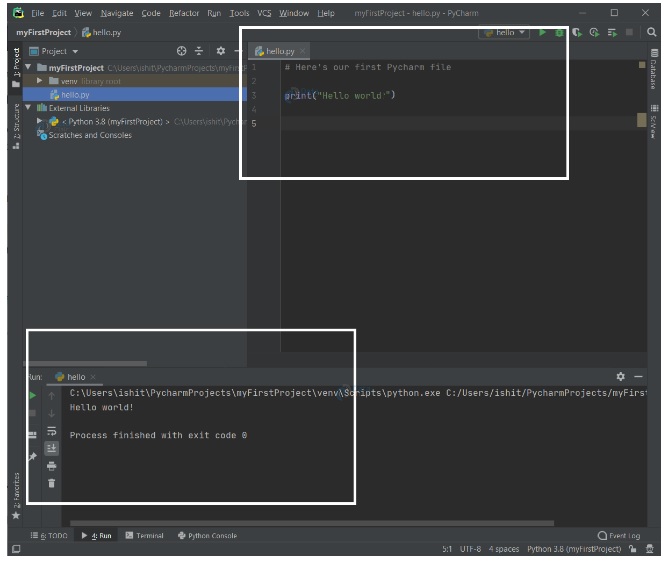 File Edit View Navigate Code Refactor Run Tools VCS Window Help myFirstProject - hello.py - PyCharm
myFirstProject hello.py hello
1: Project
Project
hello.py
myFirstProject C:\Users\ishit\PycharmProjects\myFirst
venv library root
hello.py
External Libraries
< Python 3.8 (myFirstProject) > C:\Users\ishit\Pychar
Scratches and Consoles
1 # Here's our first Pycharm file
2
3 print("Hello world!")
4
5
Database
SciView
Z: Structure
Run: hello
C:\Users\ishit\PycharmProjects\myFirstProject\venv\Scripts\python.exe C:/Users/ishit/PycharmProjects/myFirst
Hello world!
Process finished with exit code 0
2: Favorites
6: TODO 4: Run Terminal Python Console Event Log
5:1 UTF-8 4 spaces Python 3.8 (myFirstProject)